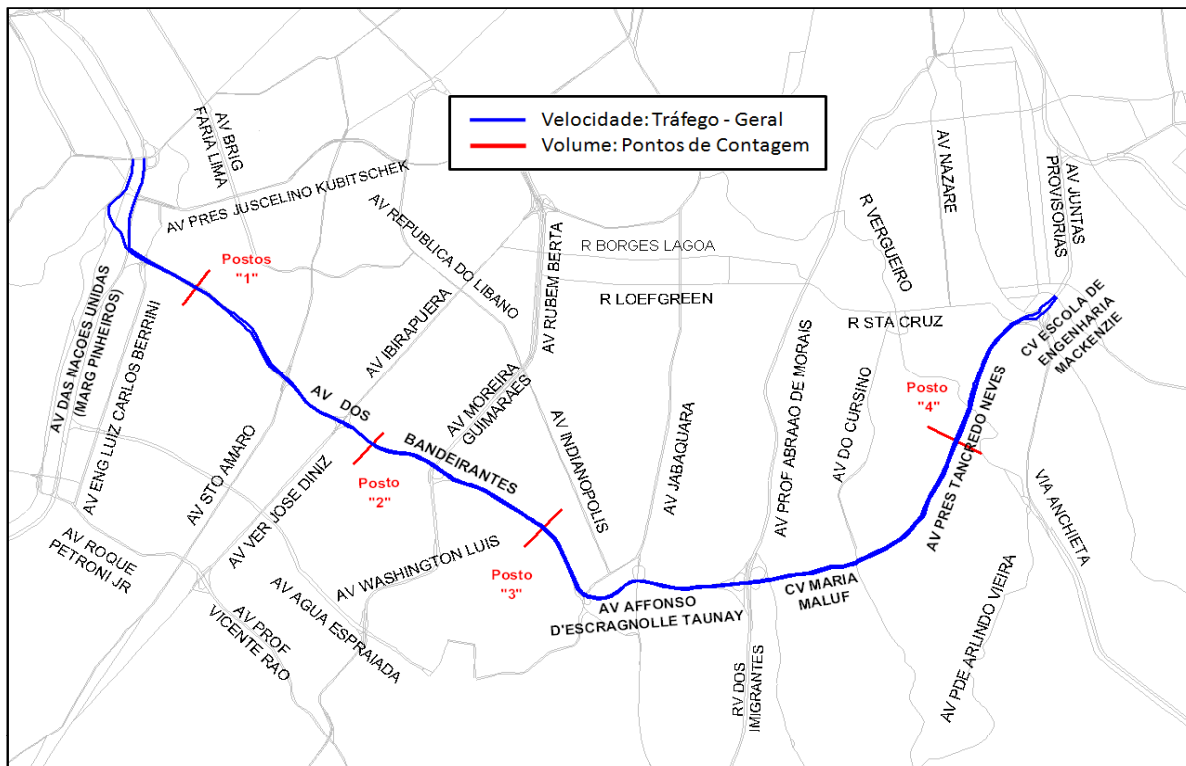 Velocidade: Tráfego - Geral
Volume: Pontos de Contagem
AV BRIG
FARIA LIMA
AV PRES JUSCELINO KUBITSCHEK
AV REPUBLICA DO LIBANO
AV RUBEM BERTA
R BORGES LAGOA
R LOEFGREEN
R VERGUEIRO
AV NAZARE
AV JUNTAS
PROVISORIAS
R STA CRUZ
CV ESCOLA DE
ENGENHARIA
MACKENZIE
Postos
"1"
AV DAS NACOES UNIDAS
(MARG PINHEIROS)
AV ENG LUIZ CARLOS BERRINI
AV IBIRAPUERA
AV DOS
BANDEIRANTES
AV MOREIRA
GUIMARAES
AV INDIANOPOLIS
AV JABAQUARA
AV PROF ABRAAO DE MORAIS
AV DO CURSINO
Posto
"4"
AV PRES TANCREDO NEVES
VIA ANCHIETA
AV STO AMARO
AV VER JOSE DINIZ
Posto
"2"
AV ROQUE
PETRONI JR
AV WASHINGTON LUIS
Posto
"3"
AV AGUA ESPRAIADA
AV PROF
VICENTE RAO
AV AFFONSO
D'ESCRAGNOLLE TAUNAY
CV MARIA
MALUF
RV DOS
IMIGRANTES
AV PDE ARLINDO VIEIRA